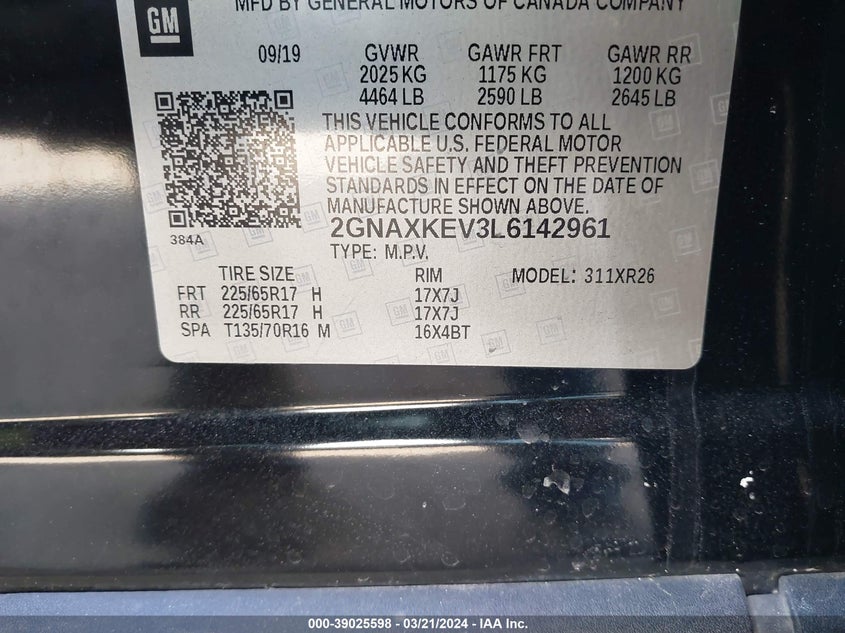 MFD BY GENERAL MOTORS OF CANADA COMPANY
GM
09/19 GVWR GAWR FRT GAWR RR
2025 KG 1175 KG 1200 KG
4464 LB 2590 LB 2645 LB
THIS VEHICLE CONFORMS TO ALL
APPLICABLE U.S. FEDERAL MOTOR
VEHICLE SAFETY AND THEFT PREVENTION
STANDARDS IN EFFECT ON THE DATE OF
MANUFACTURE SHOWN ABOVE.
2GNAXKEV3L6142961
384A
TYPE: M.P.V.
TIRE SIZE RIM MODEL: 311XR26
FRT 225/65R17 H 17X7J
RR 225/65R17 H 17X7J
SPA T135/70R16 M 16X4BT
000-39025598 - 03/21/2024 - IAA Inc.